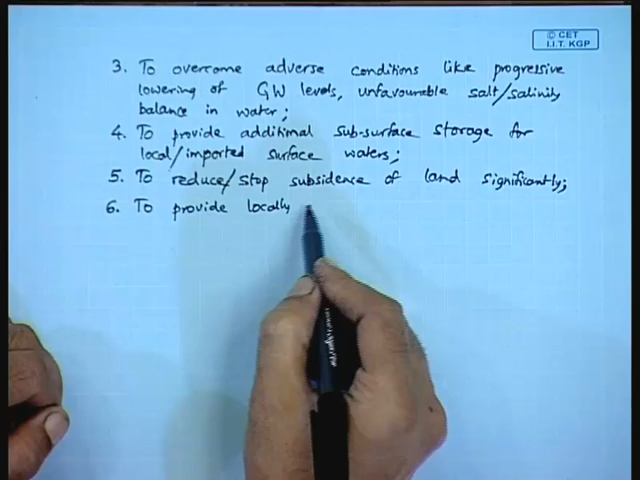 © CET
I.I.T. KGP
3. To overcome adverse conditions like progressive
lowering of GW levels, unfavourable salt/salinity
balance in water;
4. To provide additional sub-surface storage for
local/imported surface waters;
5. To reduce/stop subsidence of land significantly;
6. To provide locally